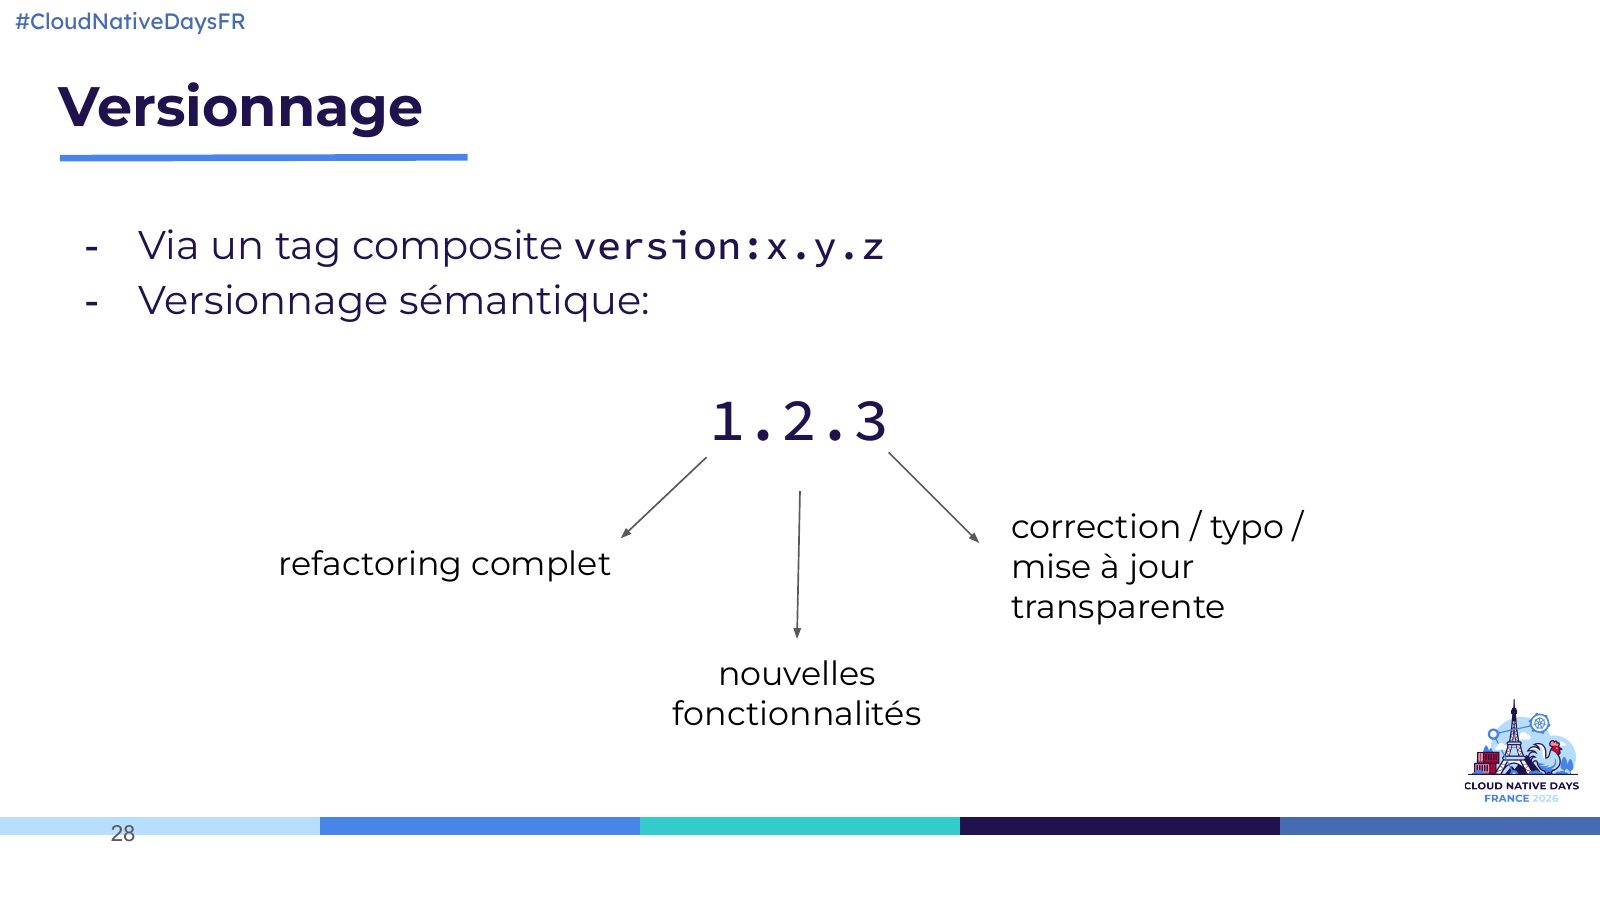 #CloudNativeDaysFR
Versionnage
- Via un tag composite version:x.y.z
- Versionnage sémantique:
1.2.3
refactoring complet
correction / typo /
mise à jour
transparente
nouvelles
fonctionnalités
CLOUD NATIVE DAYS
FRANCE 2026
28